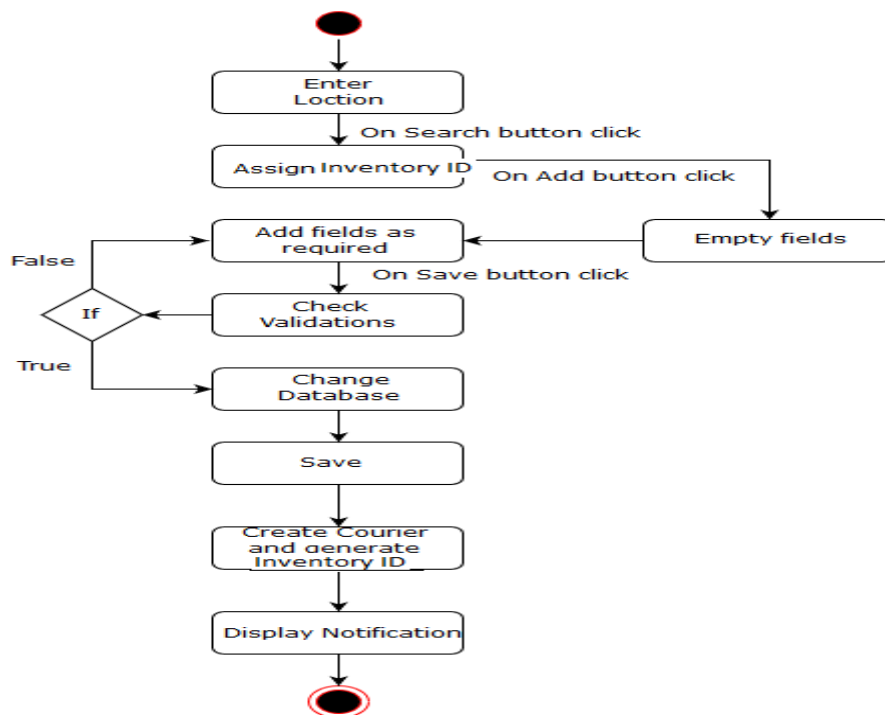 Enter
Loction
On Search button click
Assign Inventory ID
On Add button click
Add fields as
required
Empty fields
False
On Save button click
If
Check
Validations
True
Change
Database
Save
Create Courier
and generate
Inventory ID
Display Notification